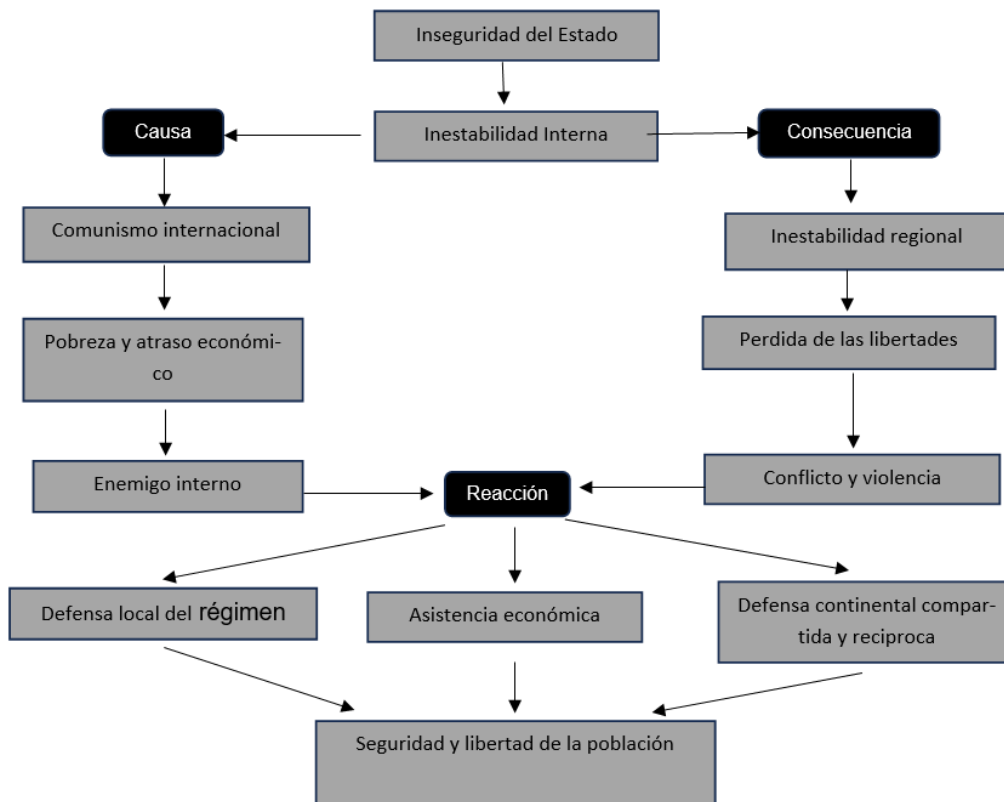 Inseguridad del Estado
Causa
Inestabilidad Interna
Consecuencia
Comunismo internacional
Inestabilidad regional
Pobreza y atraso económi-
co
Perdida de las libertades
Enemigo interno
Reacción
Conflicto y violencia
Defensa local del régimen
Asistencia económica
Defensa continental compar-
tida y reciproca
Seguridad y libertad de la población